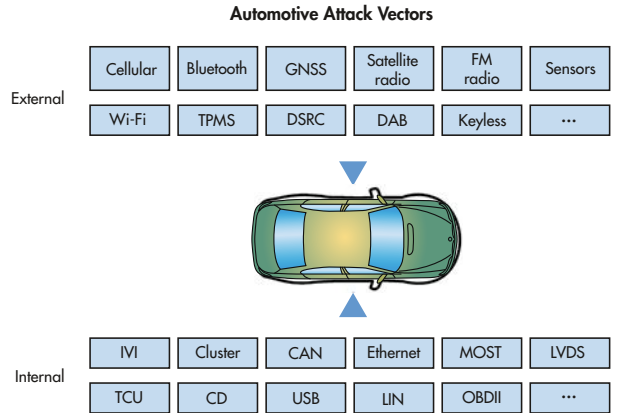 Automotive Attack Vectors
External
Cellular
Bluetooth
GNSS
Satellite
radio
FM
radio
Sensors
Wi-Fi
TPMS
DSRC
DAB
Keyless
...
Internal
IVI
Cluster
CAN
Ethernet
MOST
LVDS
TCU
CD
USB
LIN
OBDII
...